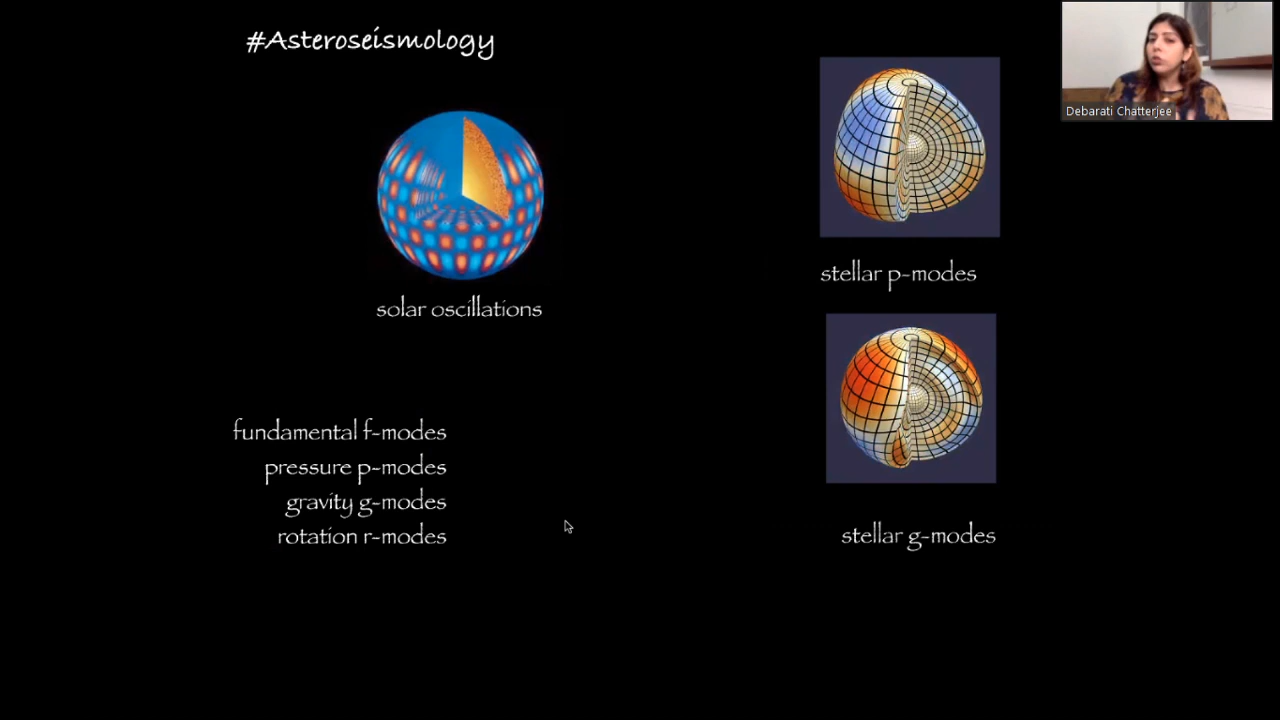 #Asteroseismology
Debarati Chatterjee
solar oscillations
stellar p-modes
fundamental f-modes
pressure p-modes
gravity g-modes
rotation r-modes
stellar g-modes